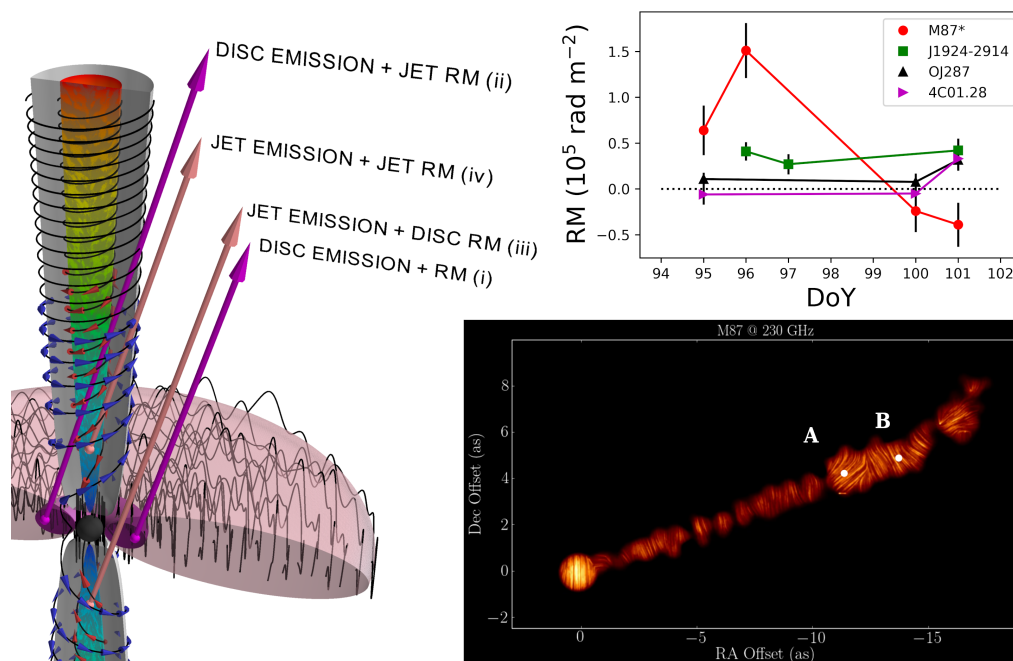 DISC EMISSION + JET RM (ii)
JET EMISSION + JET RM (iv)
JET EMISSION + DISC RM (iii)
DISC EMISSION + RM (i)
RM (10⁵ rad m⁻²)
1.5
1.0
0.5
0.0
−0.5
M87*
J1924-2914
OJ287
4C01.28
94 95 96 97 98 99 100 101 102
DoY
M87 @ 230 GHz
Dec Offset (as)
8
6
4
2
0
−2
A
B
0 −5 −10 −15
RA Offset (as)